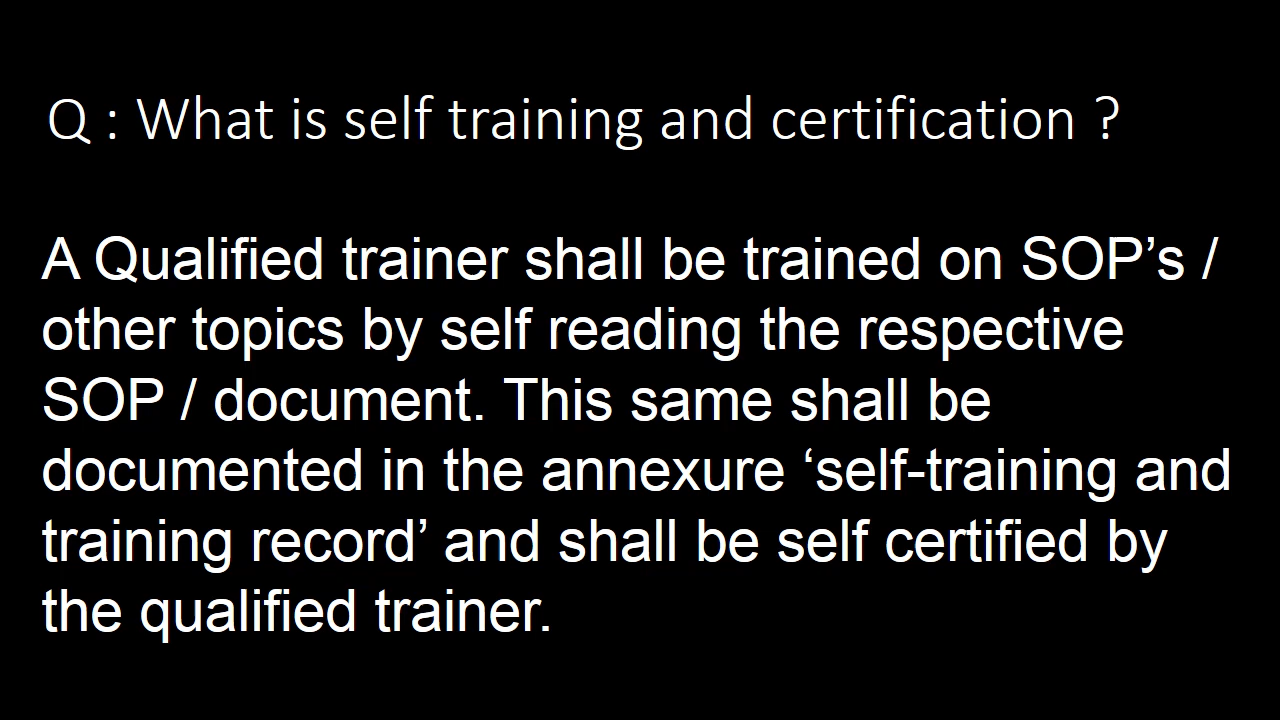 Q : What is self training and certification ?
A Qualified trainer shall be trained on SOP’s /
other topics by self reading the respective
SOP / document. This same shall be
documented in the annexure ‘self-training and
training record’ and shall be self certified by
the qualified trainer.